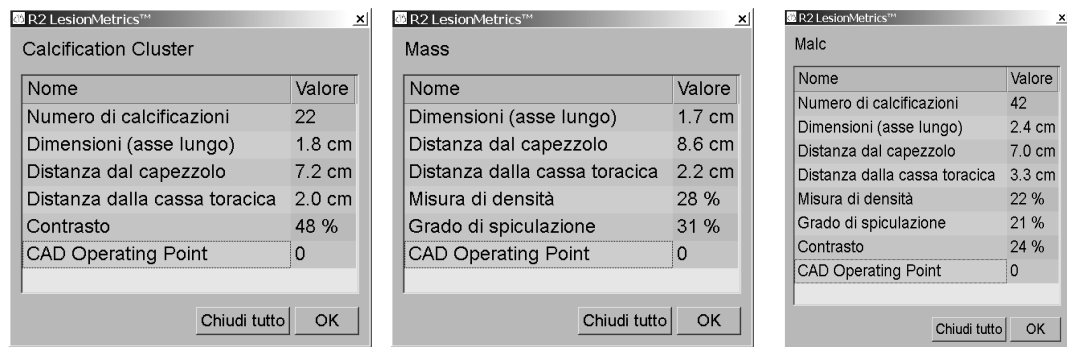 R2 LesionMetrics™
Calcification Cluster
Nome Valore
Numero di calcificazioni 22
Dimensioni (asse lungo) 1.8 cm
Distanza dal capezzolo 7.2 cm
Distanza dalla cassa toracica 2.0 cm
Contrasto 48 %
CAD Operating Point 0
Chiudi tutto OK
R2 LesionMetrics™
Mass
Nome Valore
Dimensioni (asse lungo) 1.7 cm
Distanza dal capezzolo 8.6 cm
Distanza dalla cassa toracica 2.2 cm
Misura di densità 28 %
Grado di spiculazione 31 %
CAD Operating Point 0
Chiudi tutto OK
R2 LesionMetrics™
Malc
Nome Valore
Numero di calcificazioni 42
Dimensioni (asse lungo) 2.4 cm
Distanza dal capezzolo 7.0 cm
Distanza dalla cassa toracica 3.3 cm
Misura di densità 22 %
Grado di spiculazione 21 %
Contrasto 24 %
CAD Operating Point 0
Chiudi tutto OK